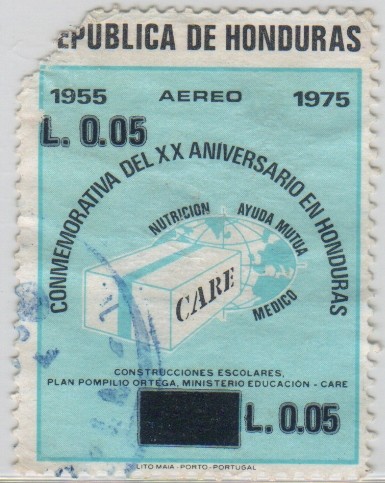 EPUBLICA DE HONDURAS
1955 AEREO 1975
L. 0.05
CONMEMORATIVA DEL XX ANIVERSARIO EN HONDURAS
NUTRICION AYUDA MUTUA
MEDICO
CARE
CONSTRUCCIONES ESCOLARES,
PLAN POMPILIO ORTEGA, MINISTERIO EDUCACIÓN - CARE
L. 0.05
LITO MAIA - PORTO - PORTUGAL